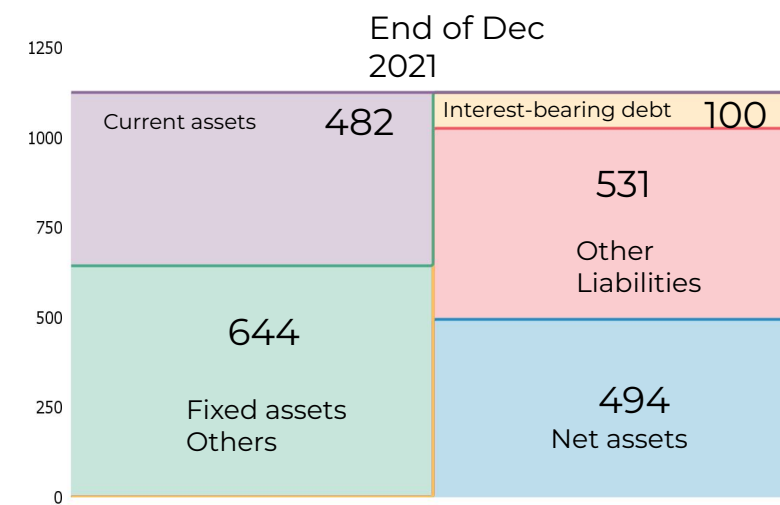 End of Dec
2021
1250
1000
750
500
250
0
Current assets 482
644
Fixed assets
Others
Interest-bearing debt 100
531
Other
Liabilities
494
Net assets